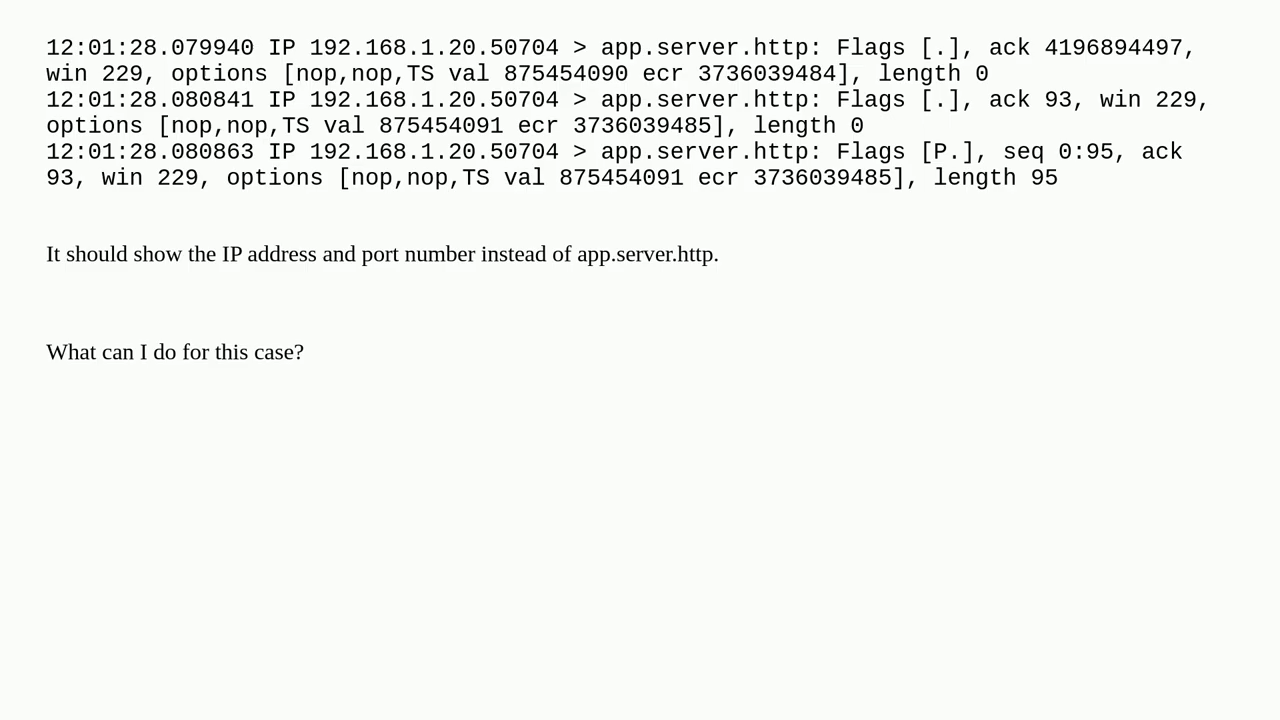 12:01:28.079940 IP 192.168.1.20.50704 > app.server.http: Flags [.], ack 4196894497,
win 229, options [nop,nop,TS val 875454090 ecr 3736039484], length 0
12:01:28.080841 IP 192.168.1.20.50704 > app.server.http: Flags [.], ack 93, win 229,
options [nop,nop,TS val 875454091 ecr 3736039485], length 0
12:01:28.080863 IP 192.168.1.20.50704 > app.server.http: Flags [P.], seq 0:95, ack
93, win 229, options [nop,nop,TS val 875454091 ecr 3736039485], length 95
It should show the IP address and port number instead of app.server.http.
What can I do for this case?